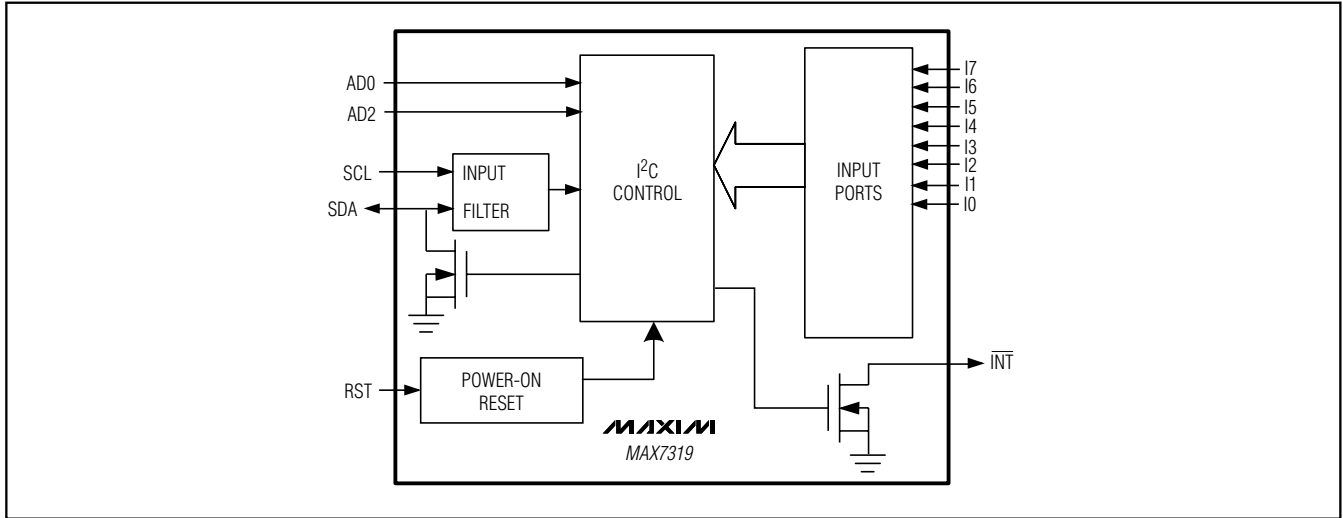 AD0
AD2
SCL
SDA
RST
INPUT
FILTER
I²C
CONTROL
POWER-ON
RESET
INPUT
PORTS
I7
I6
I5
I4
I3
I2
I1
I0
INT
MAXIM
MAX7319